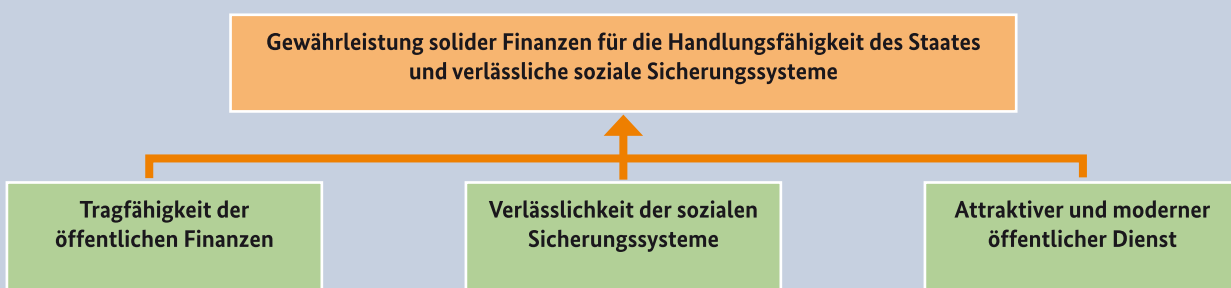 Gewährleistung solider Finanzen für die Handlungsfähigkeit des Staates
und verlässliche soziale Sicherungssysteme
Tragfähigkeit der
öffentlichen Finanzen
Verlässlichkeit der sozialen
Sicherungssysteme
Attraktiver und moderner
öffentlicher Dienst